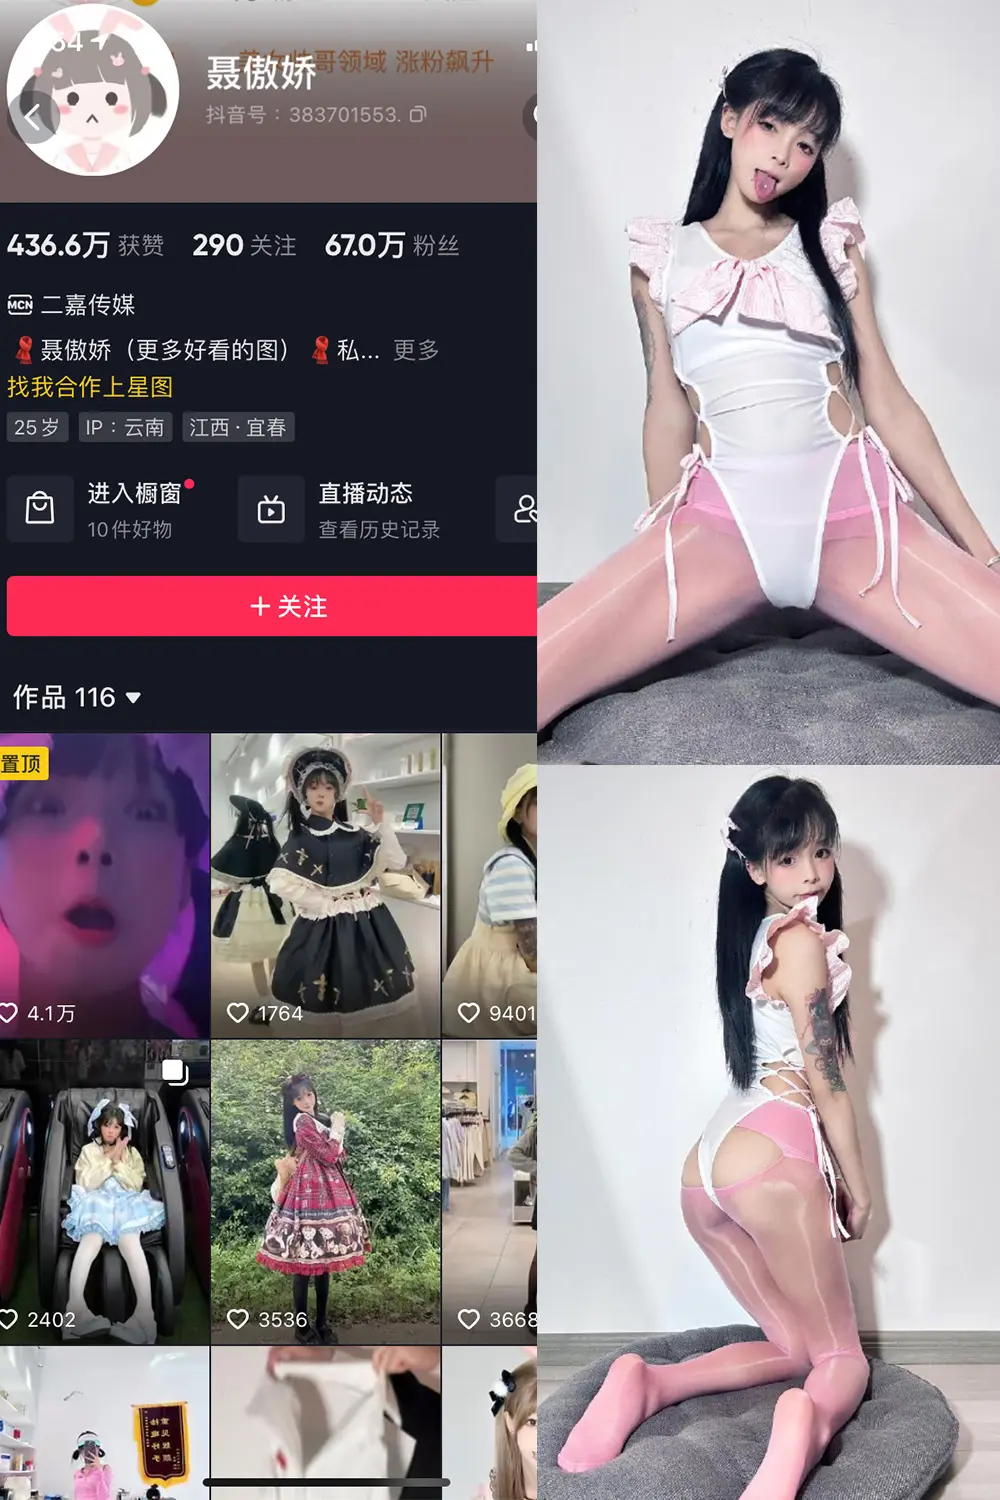 聂傲娇
领域 涨粉飙升
抖音号：383701553.
436.6万 获赞 290 关注 67.0万 粉丝
MCN 二嘉传媒
聂傲娇（更多好看的图） 私... 更多
找我合作上星图
25岁 IP：云南 江西·宜春
进入橱窗 直播动态
10件好物 查看历史记录
+ 关注
作品 116
置顶
4.1万 1764 9401
2402 3536 3668